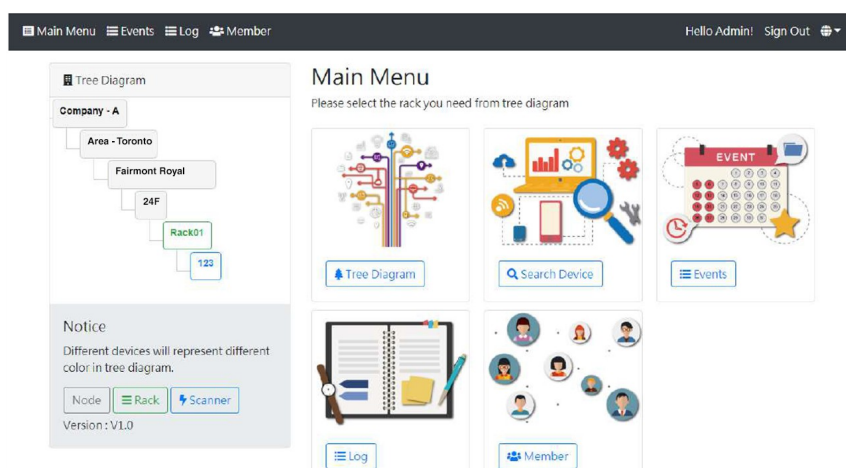 Main Menu Events Log Member Hello Admin! Sign Out
Tree Diagram
Company - A
Area - Toronto
Fairmont Royal
24F
Rack01
123
Notice
Different devices will represent different
color in tree diagram.
Node Rack Scanner
Version : V1.0
Main Menu
Please select the rack you need from tree diagram
EVENT
Tree Diagram
Search Device
Events
Log
Member